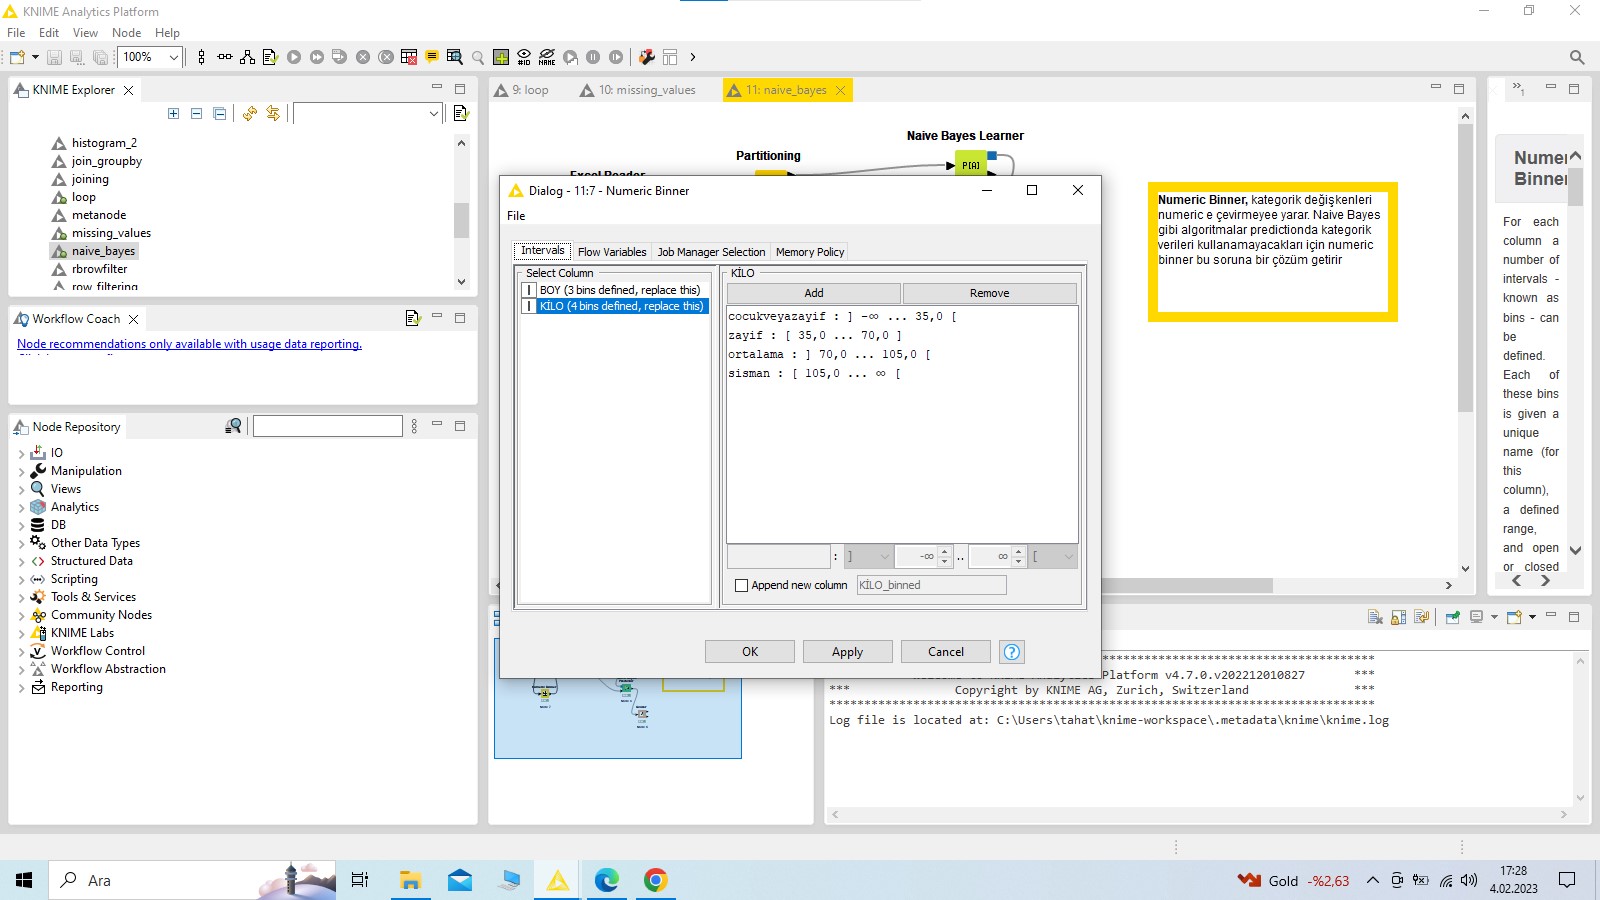 KNIME Analytics Platform
File Edit View Node Help
100%
#ID NAME
KNIME Explorer
histogram_2
join_groupby
joining
loop
metanode
missing_values
naive_bayes
rbrowfilter
row_filtering
Workflow Coach
Node recommendations only available with usage data reporting.
Node Repository
IO
Manipulation
Views
Analytics
DB
Other Data Types
Structured Data
Scripting
Tools & Services
Community Nodes
KNIME Labs
Workflow Control
Workflow Abstraction
Reporting
9: loop
10: missing_values
11: naive_bayes
Naive Bayes Learner
P[A]
Partitioning
Excel Reader
Dialog - 11:7 - Numeric Binner
File
Intervals Flow Variables Job Manager Selection Memory Policy
Select Column
BOY (3 bins defined, replace this)
KİLO (4 bins defined, replace this)
KİLO
Add Remove
cocukveyazayif : ] -∞ ... 35,0 [
zayif : [ 35,0 ... 70,0 ]
ortalama : ] 70,0 ... 105,0 [
sisman : [ 105,0 ... ∞ [
: ] -∞ .. ∞ [
Append new column KİLO_binned
OK Apply Cancel ?
Numeric Binner, kategorik değişkenleri
numeric e çevirmeyee yarar. Naive Bayes
gibi algoritmalar predictionda kategorik
verileri kullanamayacakları için numeric
binner bu soruna bir çözüm getirir
»1
Numer
Binner
For each
column a
number of
intervals -
known as
bins - can
be
defined.
Each of
these bins
is given a
unique
name (for
this
column),
a defined
range,
and open
or closed
***********************************
Platform v4.7.0.v202212010827 ***
*** Copyright by KNIME AG, Zurich, Switzerland ***
******************************************************************************
Log file is located at: C:\Users\tahat\knime-workspace\.metadata\knime\knime.log
Ara
Gold -%2,63
17:28
4.02.2023